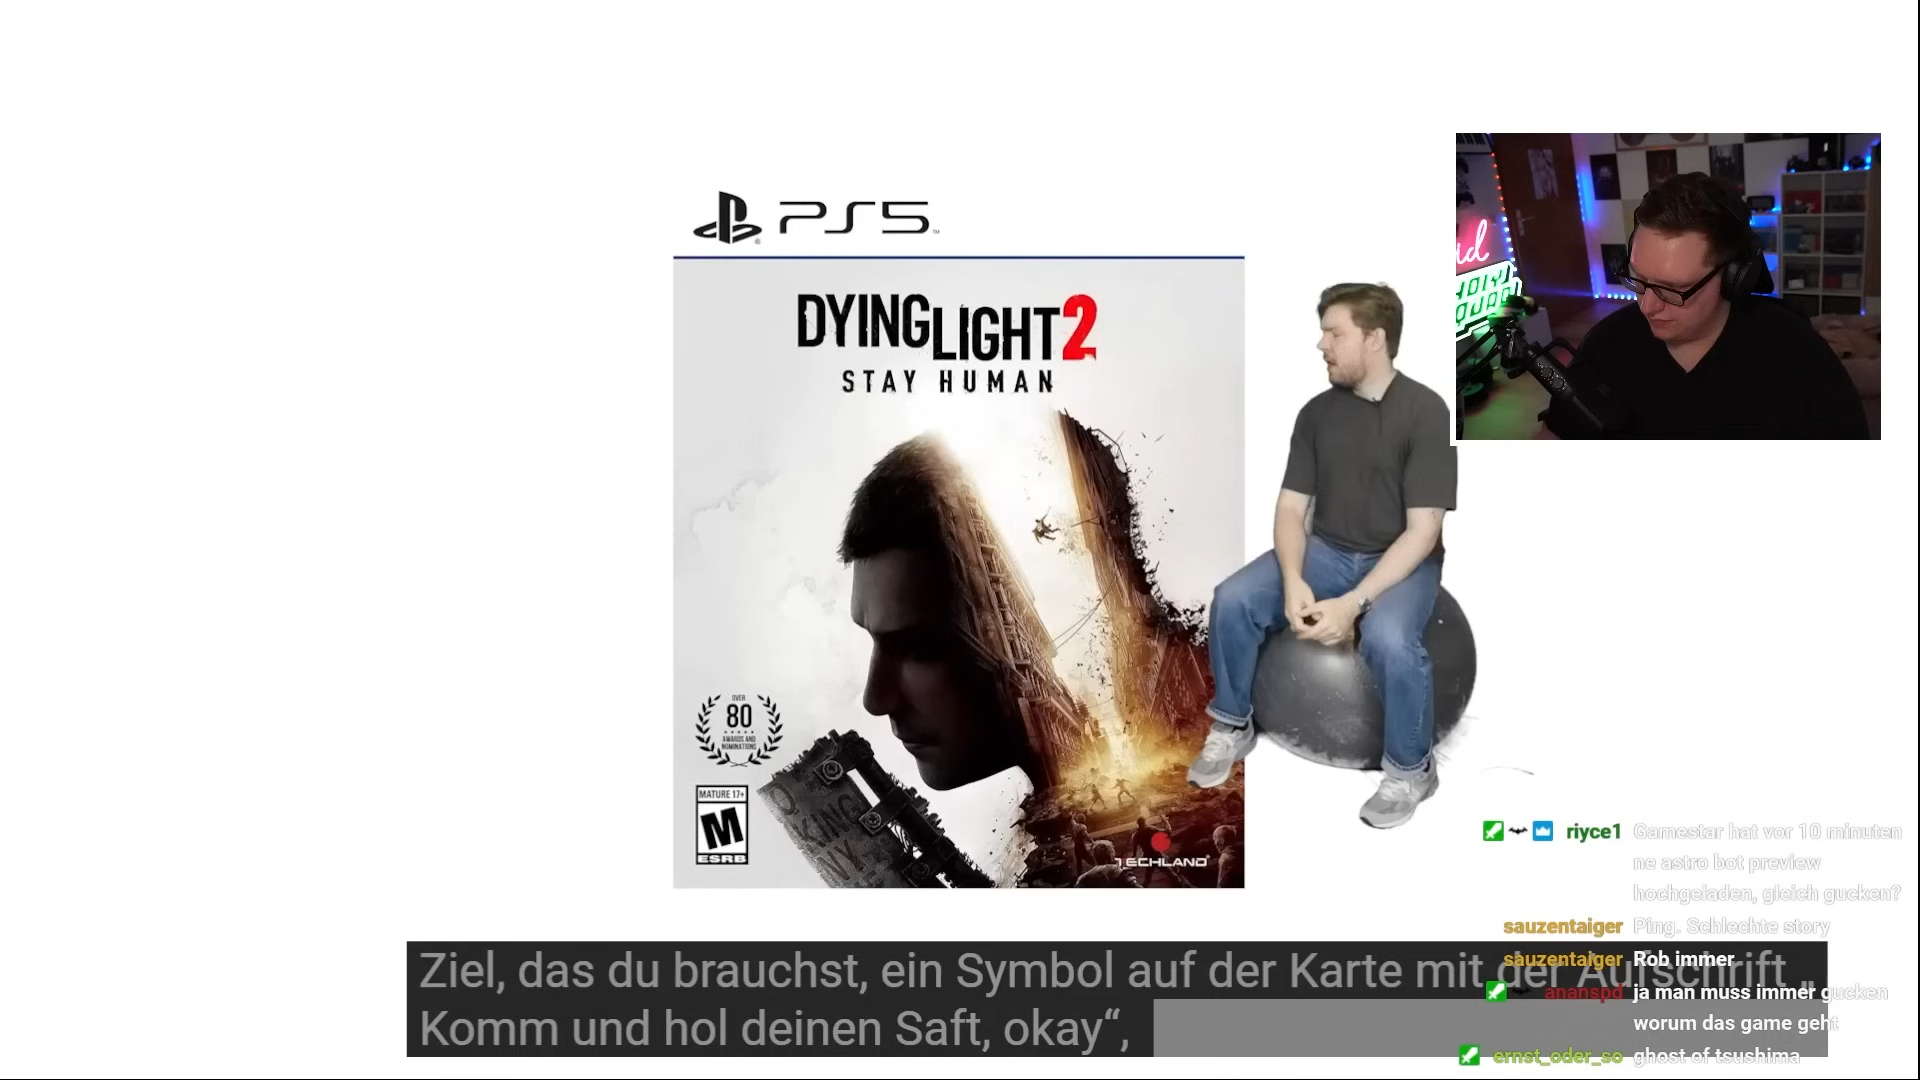 PS5
DYING LIGHT 2
STAY HUMAN
OVER
80
AWARDS AND
NOMINATIONS
MATURE 17+
M
ESRB
TECHLAND
HOLY
SQUAD
riyce1 Gamestar hat vor 10 minuten
ne astro bot preview
hochgeladen, gleich gucken?
sauzentaiger Ping. Schlechte story
sauzentaiger Rob immer
ananspd ja man muss immer gucken
worum das game geht
ernst_oder_so ghost of tsushima
Ziel, das du brauchst, ein Symbol auf der Karte mit der Aufschrift „
Komm und hol deinen Saft, okay“,